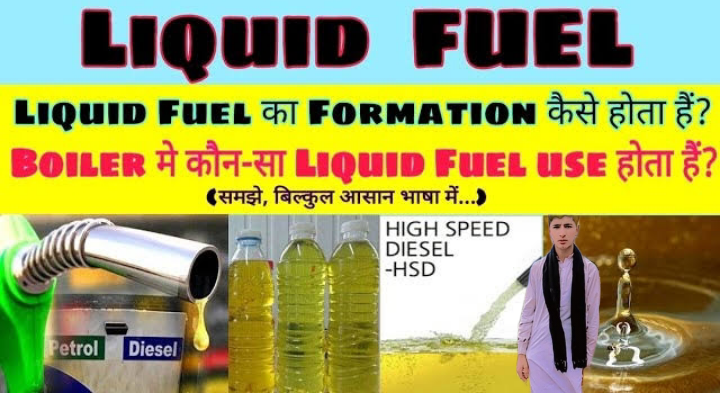 LIQUID FUEL
LIQUID FUEL का FORMATION कैसे होता हैं?
BOILER मे कौन-सा LIQUID FUEL USE होता हैं?
(समझे, बिल्कुल आसान भाषा में...)
HIGH SPEED
DIESEL
-HSD
Petrol Diesel